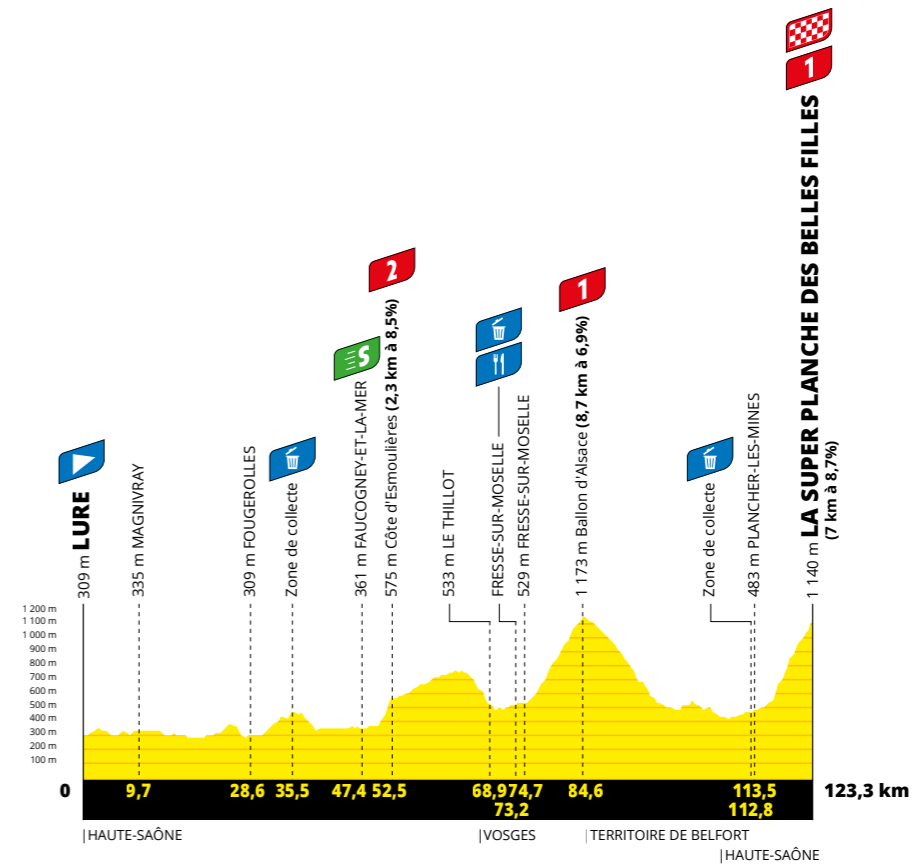 1
LA SUPER PLANCHE DES BELLES FILLES
(7 km à 8,7%)
1 140 m
2
1
S
309 m LURE
335 m MAGNIVRAY
309 m FOUGEROLLES
Zone de collecte
361 m FAUCOGNEY-ET-LA-MER
575 m Côte d'Esmoulières (2,3 km à 8,5%)
533 m LE THILLOT
FRESSE-SUR-MOSELLE
529 m FRESSE-SUR-MOSELLE
1 173 m Ballon d'Alsace (8,7 km à 6,9%)
Zone de collecte
483 m PLANCHER-LES-MINES
1 200 m
1 100 m
1 000 m
900 m
800 m
700 m
600 m
500 m
400 m
300 m
200 m
100 m
0 9,7 28,6 35,5 47,4 52,5 68,9 74,7 84,6 113,5 123,3 km
73,2 112,8
|HAUTE-SAÔNE |VOSGES |TERRITOIRE DE BELFORT
|HAUTE-SAÔNE